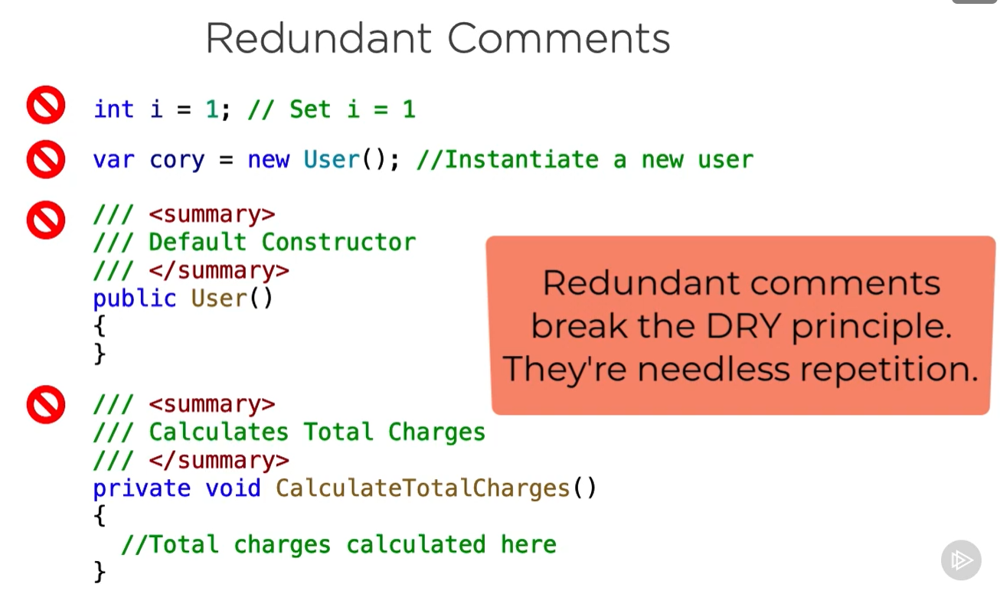 Redundant Comments
int i = 1; // Set i = 1
var cory = new User(); //Instantiate a new user
/// <summary>
/// Default Constructor
/// </summary>
public User()
{
}
Redundant comments
break the DRY principle.
They're needless repetition.
/// <summary>
/// Calculates Total Charges
/// </summary>
private void CalculateTotalCharges()
{
//Total charges calculated here
}